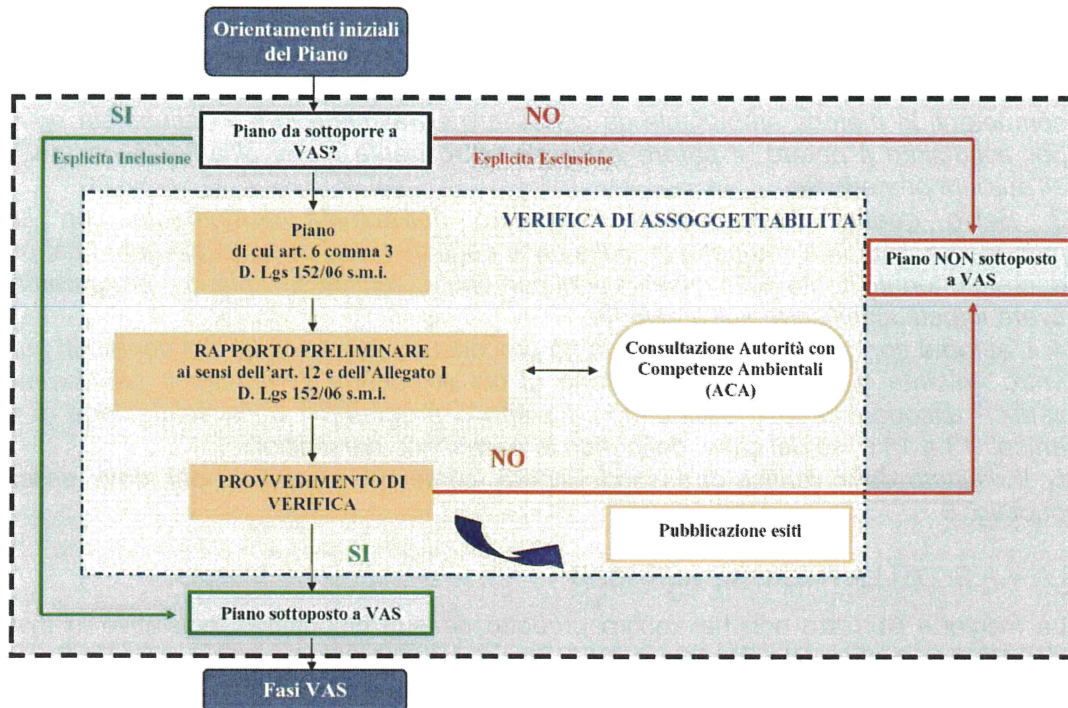 Orientamenti iniziali
del Piano
SI
NO
Piano da sottoporre a
VAS?
Esplicita Inclusione
Esplicita Esclusione
VERIFICA DI ASSOGGETTABILITA'
Piano
di cui art. 6 comma 3
D. Lgs 152/06 s.m.i.
Piano NON sottoposto
a VAS
RAPPORTO PRELIMINARE
ai sensi dell'art. 12 e dell'Allegato I
D. Lgs 152/06 s.m.i.
Consultazione Autorità con
Competenze Ambientali
(ACA)
NO
PROVVEDIMENTO DI
VERIFICA
Pubblicazione esiti
SI
Piano sottoposto a VAS
Fasi VAS